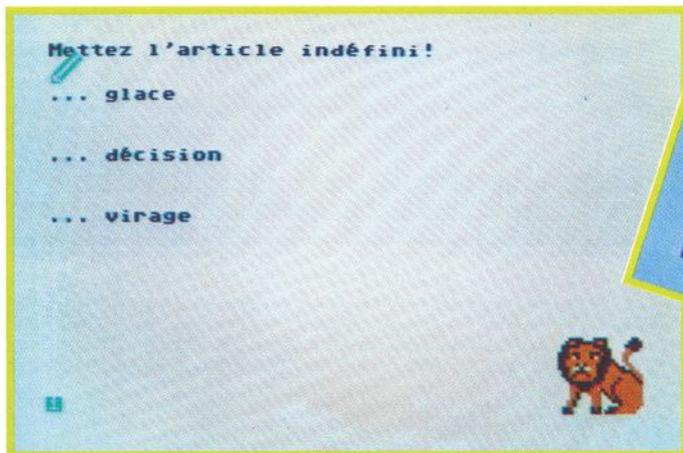 Mettez l'article indéfini!
... glace
... décision
... virage